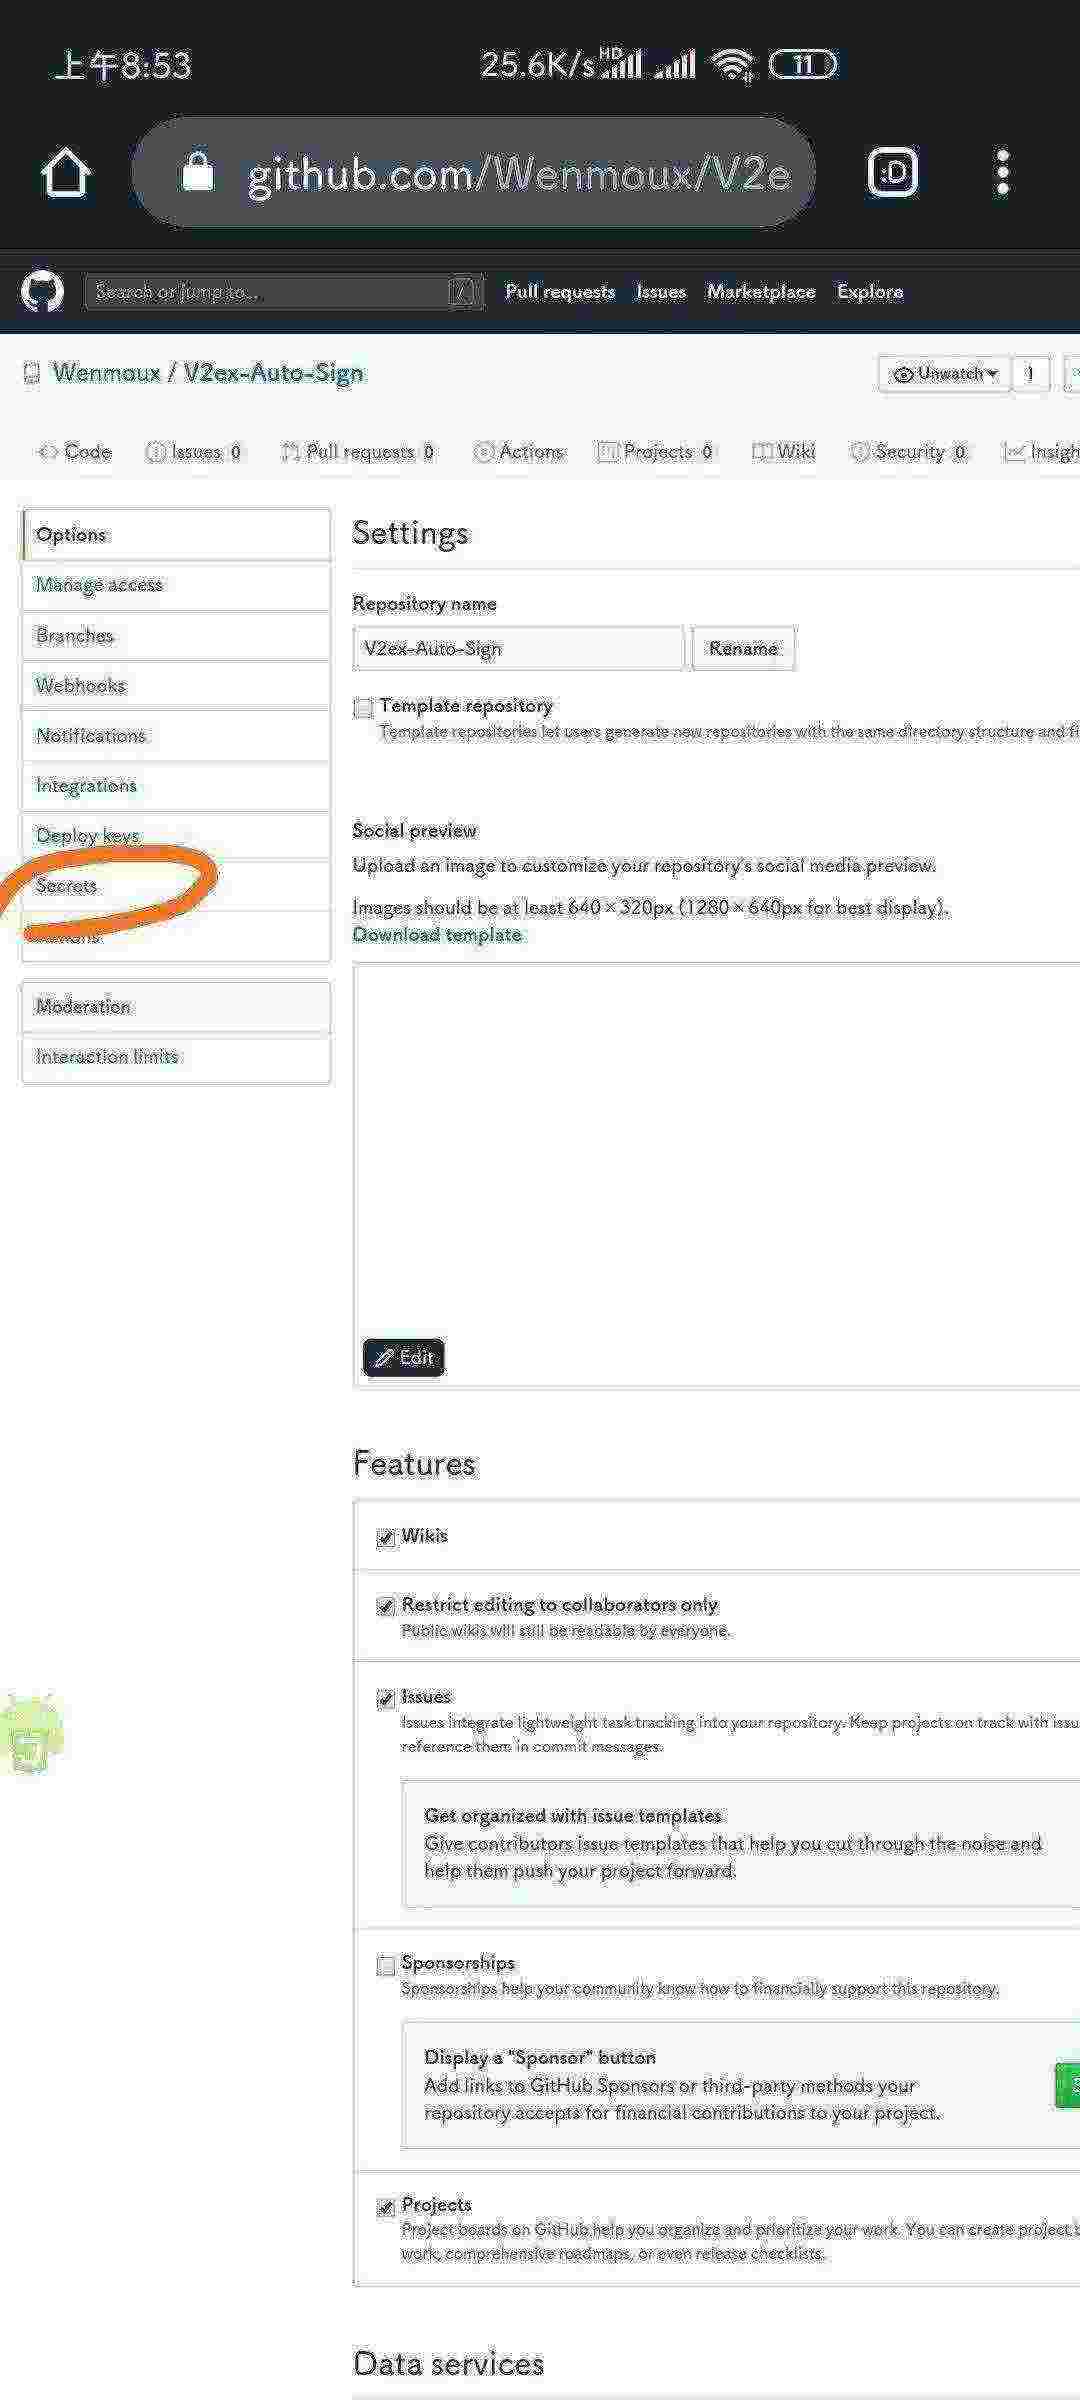 上午8:53
25.6K/s HD 11
github.com/Wenmoux/V2e
:D
Search or jump to... /
Pull requests Issues Marketplace Explore
Wenmoux / V2ex-Auto-Sign
Unwatch 1
Code Issues 0 Pull requests 0 Actions Projects 0 Wiki Security 0 Insigh
Options
Manage access
Branches
Webhooks
Notifications
Integrations
Deploy keys
Secrets
Actions
Moderation
Interaction limits
Settings
Repository name
V2ex-Auto-Sign Rename
Template repository
Template repositories let users generate new repositories with the same directory structure and fi
Social preview
Upload an image to customize your repository's social media preview.
Images should be at least 640×320px (1280×640px for best display).
Download template
Edit
Features
Wikis
Restrict editing to collaborators only
Public wikis will still be readable by everyone.
Issues
Issues integrate lightweight task tracking into your repository. Keep projects on track with issu
reference them in commit messages.
Get organized with issue templates
Give contributors issue templates that help you cut through the noise and
help them push your project forward.
Sponsorships
Sponsorships help your community know how to financially support this repository.
Display a "Sponsor" button
Add links to GitHub Sponsors or third-party methods your
repository accepts for financial contributions to your project.
Projects
Project boards on GitHub help you organize and prioritize your work. You can create project b
work, comprehensive roadmaps, or even release checklists.
Data services